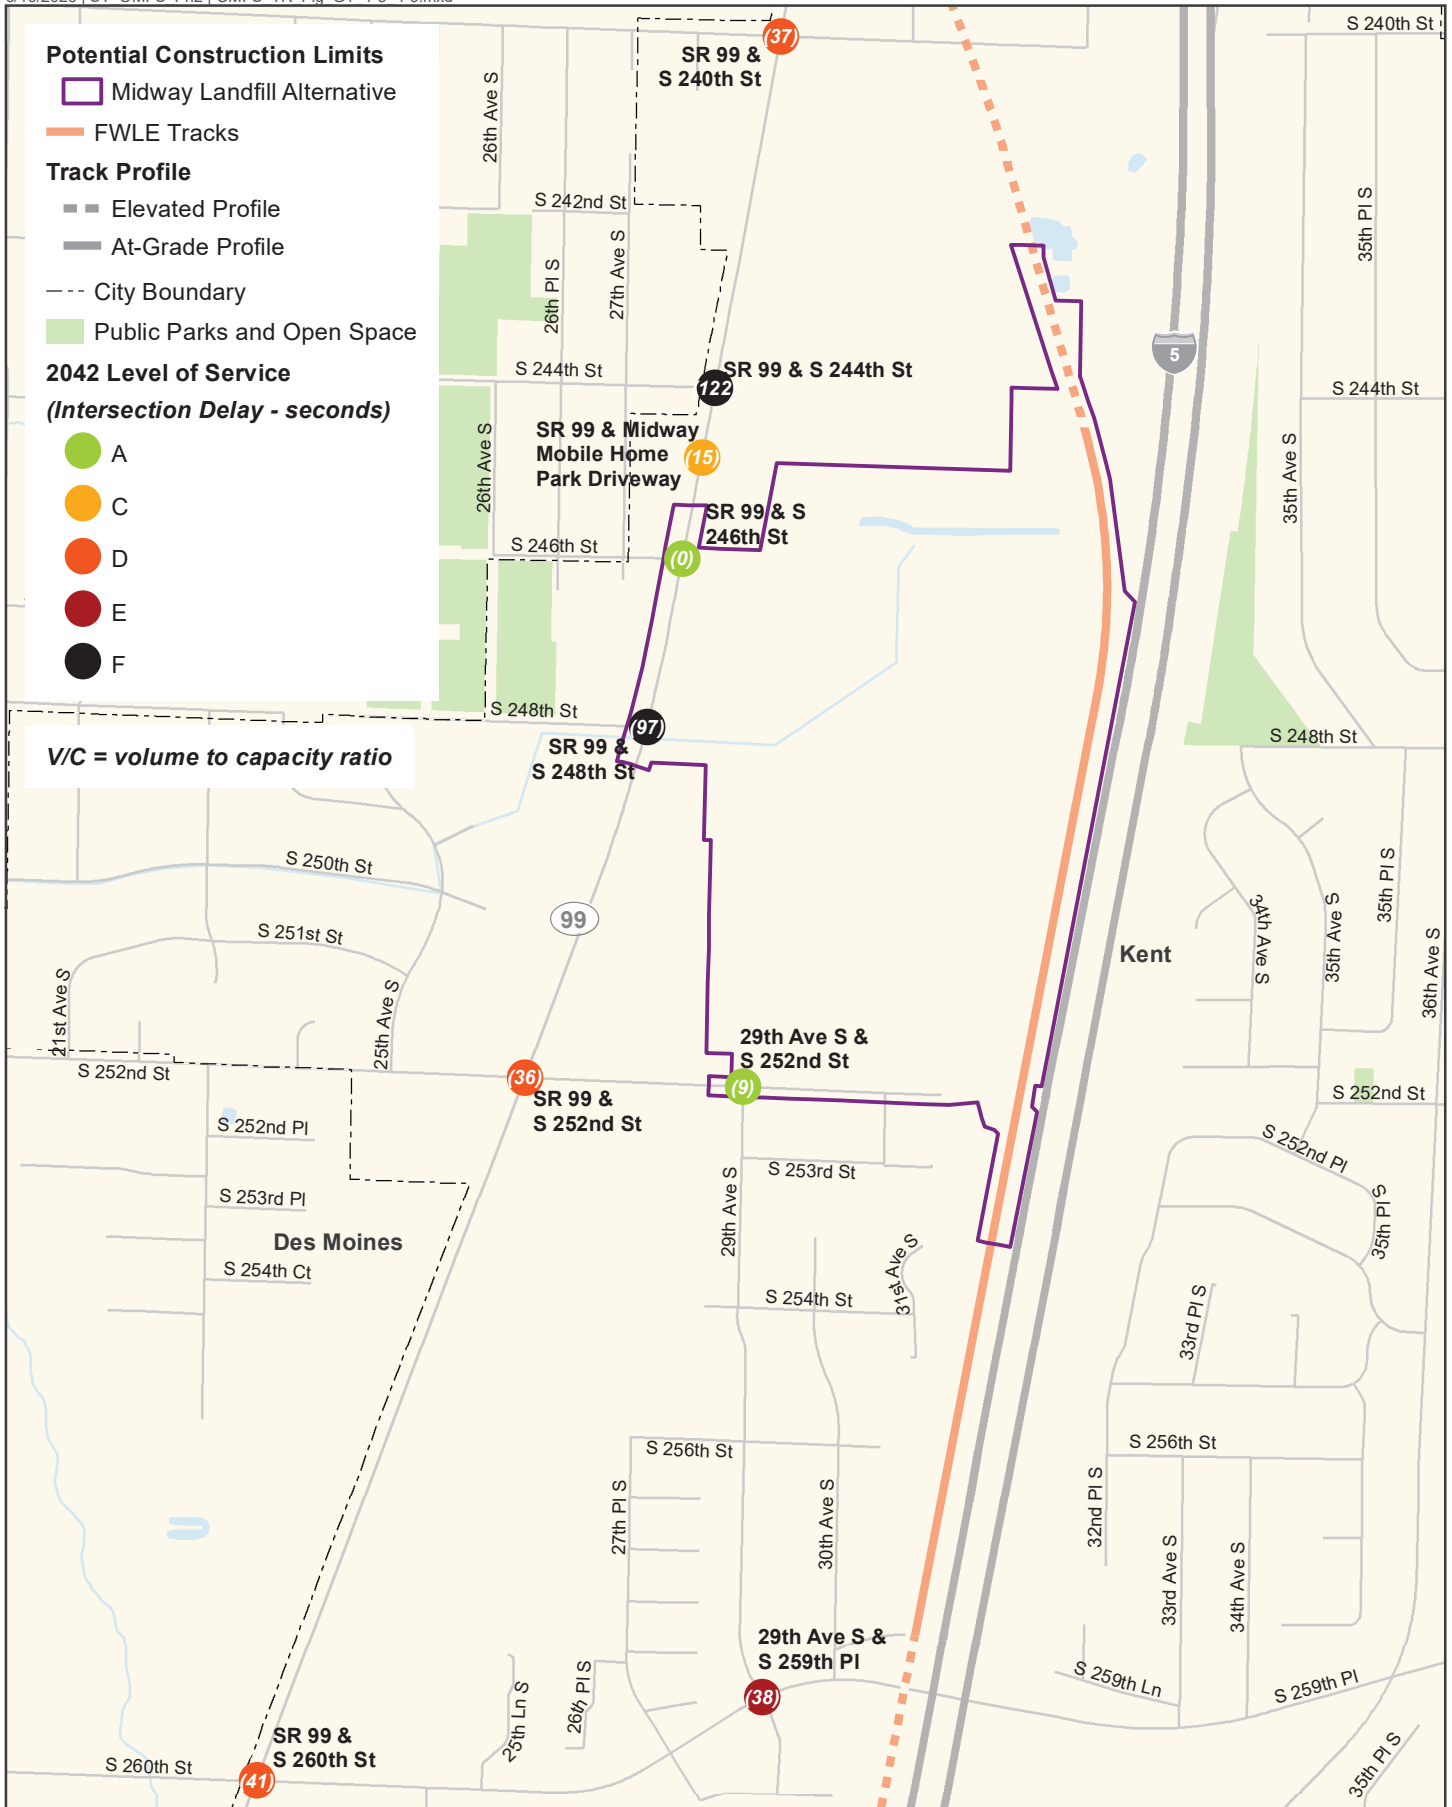 Potential Construction Limits
Midway Landfill Alternative
FWLE Tracks
Track Profile
Elevated Profile
At-Grade Profile
City Boundary
Public Parks and Open Space
2042 Level of Service
(Intersection Delay - seconds)
A
C
D
E
F
V/C = volume to capacity ratio
(37)
SR 99 &
S 240th St
S 240th St
26th Ave S
S 242nd St
26th Pl S
27th Ave S
35th Pl S
5
S 244th St
122
SR 99 & S 244th St
S 244th St
SR 99 & Midway
Mobile Home
Park Driveway
(15)
26th Ave S
35th Ave S
SR 99 & S
246th St
S 246th St
(0)
S 248th St
(97)
SR 99 &
S 248th St
S 248th St
S 250th St
35th Pl S
99
S 251st St
34th Ave S
35th Ave S
36th Ave S
Kent
21st Ave S
25th Ave S
29th Ave S &
S 252nd St
(9)
S 252nd St
(36)
SR 99 &
S 252nd St
S 252nd St
S 252nd Pl
S 252nd Pl
S 253rd St
29th Ave S
S 253rd Pl
35th Pl S
Des Moines
31st Ave S
S 254th Ct
S 254th St
33rd Pl S
S 256th St
S 256th St
27th Pl S
30th Ave S
32nd Pl S
33rd Ave S
34th Ave S
29th Ave S &
S 259th Pl
(38)
S 259th Ln
S 259th Pl
25th Ln S
26th Pl S
SR 99 &
S 260th St
S 260th St
(41)
35th Pl S